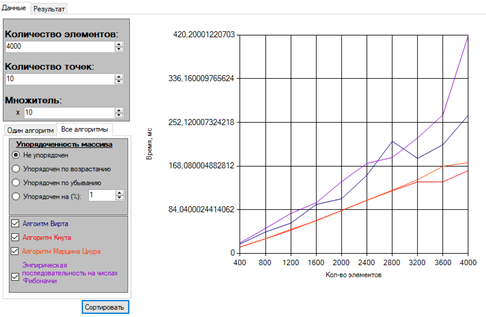 Данные Результат
Количество элементов:
4000
Количество точек:
10
Множитель:
x 10
Один алгоритм Все алгоритмы
Упорядоченность массива
Не упорядочен
Упорядочен по возрастанию
Упорядочен по убыванию
Упорядочен на (%): 1
Алгоитм Вирта
Алгоритм Кнута
Алгоритм Марцина Циура
Эмпирическая
последовательность на числах
Фибоначчи
Сортировать
420,20001220703
336,160009765624
252,120007324218
168,080004882812
84,0400024414062
0
Время, мс
400 800 1200 1600 2000 2400 2800 3200 3600 4000
Кол-во элементов